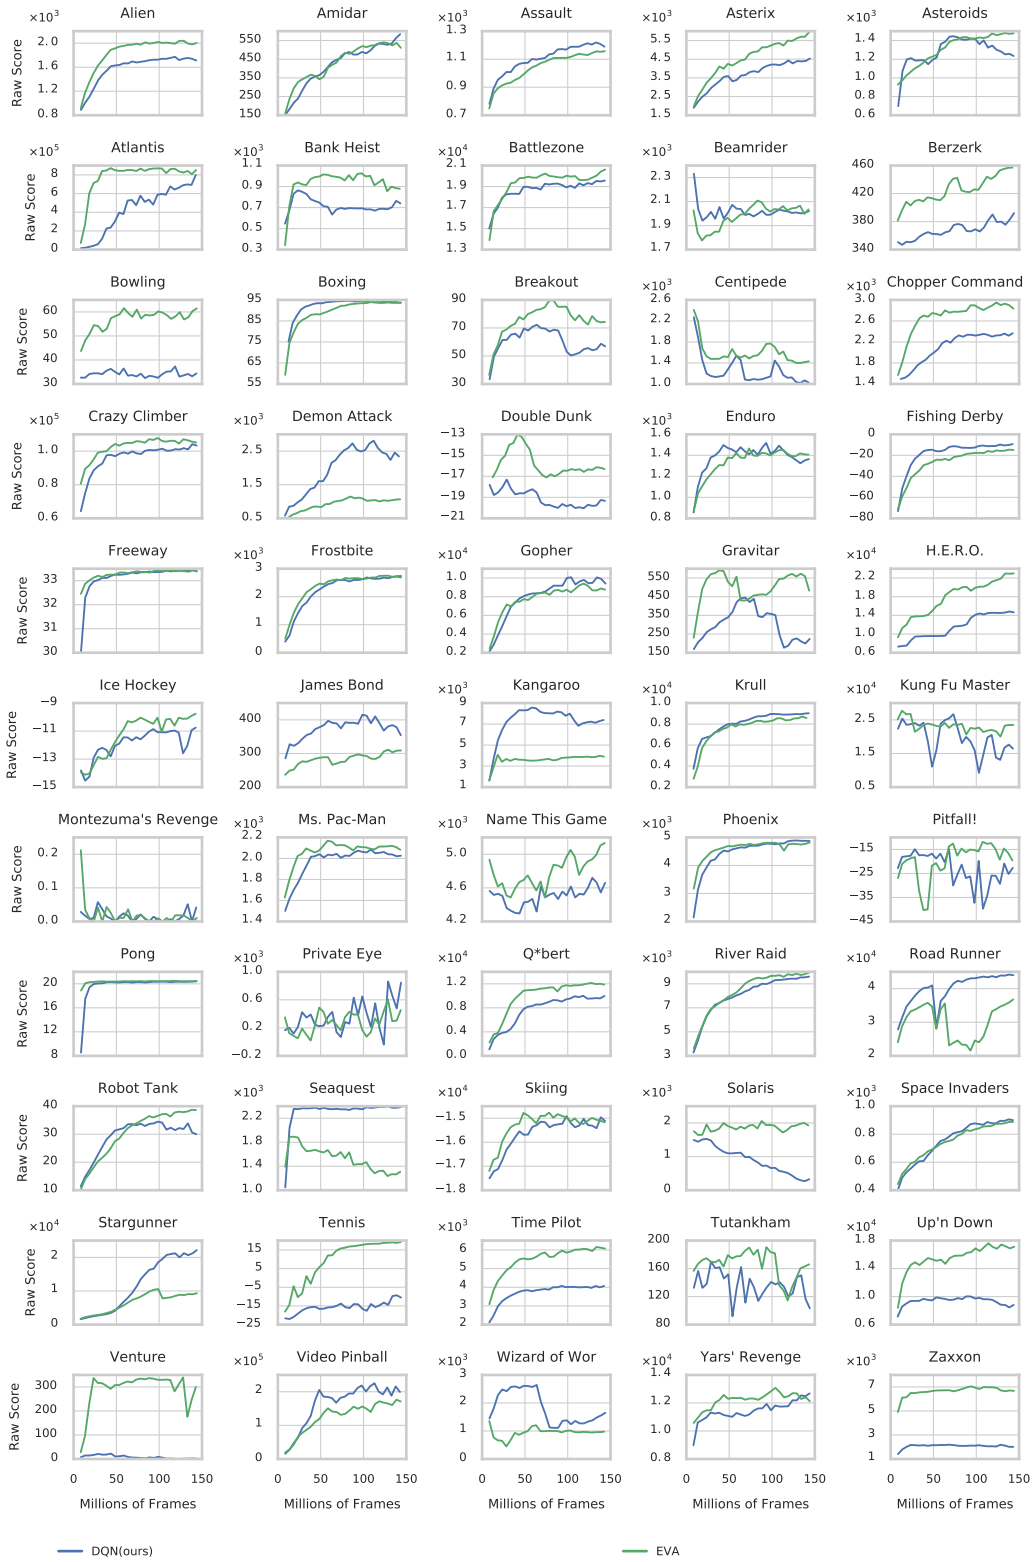 Alien Amidar Assault Asterix Asteroids
×10³ ×10³ ×10³ ×10³
Raw Score
2.0 1.6 1.2 0.8
550 450 350 250 150
1.3 1.1 0.9 0.7
5.5 4.5 3.5 2.5 1.5
1.4 1.2 1.0 0.8 0.6
Atlantis Bank Heist Battlezone Beamrider Berzerk
×10⁵ ×10³ ×10⁴ ×10³
Raw Score
8 6 4 2 0
1.1 0.9 0.7 0.5 0.3
2.1 1.9 1.7 1.5 1.3
2.3 2.1 1.9 1.7
460 420 380 340
Bowling Boxing Breakout Centipede Chopper Command
×10³ ×10³
Raw Score
60 50 40 30
95 85 75 65 55
90 70 50 30
2.6 2.2 1.8 1.4 1.0
3.0 2.6 2.2 1.8 1.4
Crazy Climber Demon Attack Double Dunk Enduro Fishing Derby
×10⁵ ×10³ ×10³
Raw Score
1.0 0.8 0.6
2.5 1.5 0.5
−13 −15 −17 −19 −21
1.6 1.4 1.2 1.0 0.8
0 −20 −40 −60 −80
Freeway Frostbite Gopher Gravitar H.E.R.O.
×10³ ×10⁴ ×10⁴
Raw Score
33 32 31 30
3 2 1 0
1.0 0.8 0.6 0.4 0.2
550 450 350 250 150
2.2 1.8 1.4 1.0 0.6
Ice Hockey James Bond Kangaroo Krull Kung Fu Master
×10³ ×10⁴ ×10⁴
Raw Score
−9 −11 −13 −15
400 300 200
9 7 5 3 1
1.0 0.8 0.6 0.4 0.2
2.5 1.5 0.5
Montezuma's Revenge Ms. Pac-Man Name This Game Phoenix Pitfall!
×10³ ×10³ ×10³
Raw Score
0.2 0.1 0.0
2.2 2.0 1.8 1.6 1.4
5.0 4.6 4.2
5 4 3 2
−15 −25 −35 −45
Pong Private Eye Q*bert River Raid Road Runner
×10³ ×10⁴ ×10³ ×10⁴
Raw Score
20 16 12 8
1.0 0.6 0.2 −0.2
1.2 0.8 0.4 0.0
9 7 5 3
4 3 2
Robot Tank Seaquest Skiing Solaris Space Invaders
×10³ ×10⁴ ×10³ ×10³
Raw Score
40 30 20 10
2.2 1.8 1.4 1.0
−1.5 −1.6 −1.7 −1.8
2 1 0
1.0 0.8 0.6 0.4
Stargunner Tennis Time Pilot Tutankham Up'n Down
×10⁴ ×10³ ×10⁴
Raw Score
2 1 0
15 5 −5 −15 −25
6 5 4 3 2
200 160 120 80
1.8 1.4 1.0 0.6
Venture Video Pinball Wizard of Wor Yars' Revenge Zaxxon
×10⁵ ×10³ ×10⁴ ×10³
Raw Score
300 200 100 0
2 1 0
3 2 1 0
1.4 1.2 1.0 0.8
7 5 3 1
0 50 100 150 0 50 100 150 0 50 100 150 0 50 100 150 0 50 100 150
Millions of Frames Millions of Frames Millions of Frames Millions of Frames Millions of Frames
DQN(ours) EVA